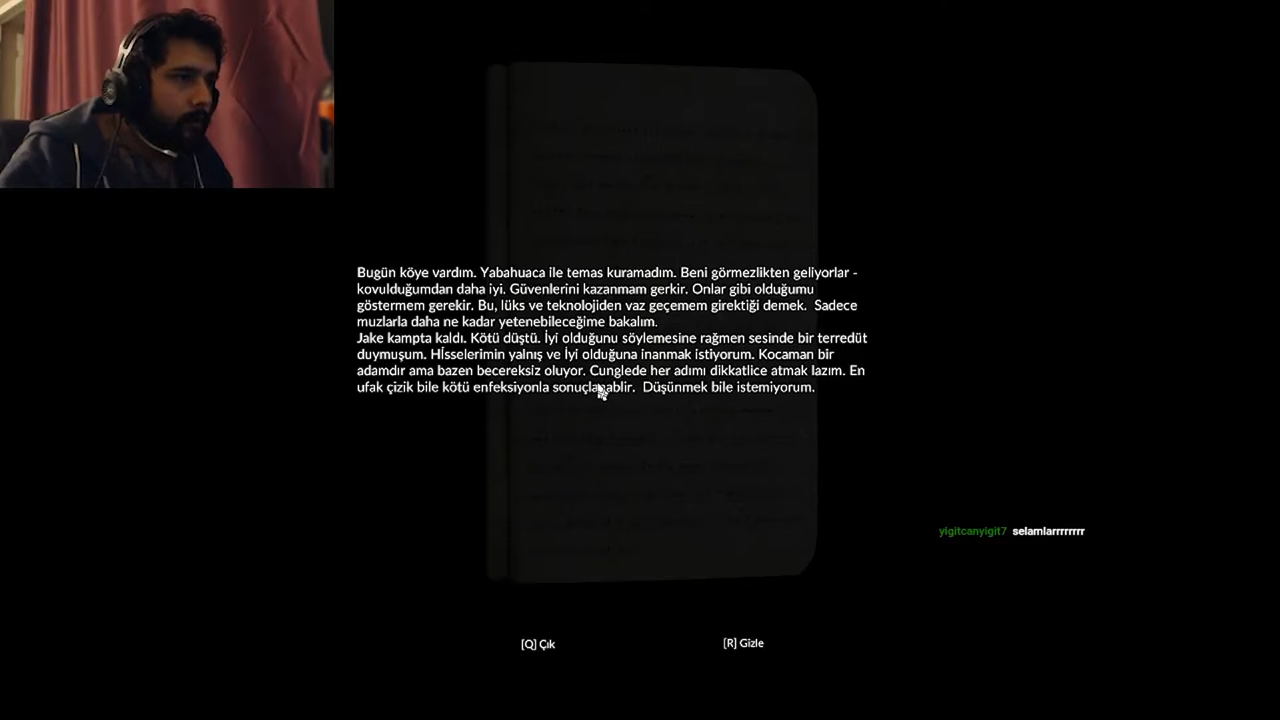 Bugün köye vardım. Yabahuaca ile temas kuramadım. Beni görmezlikten geliyorlar -
kovulduğumdan daha iyi. Güvenlerini kazanmam gerkir. Onlar gibi olduğumu
göstermem gerekir. Bu, lüks ve teknolojiden vaz geçemem girektiği demek. Sadece
muzlarla daha ne kadar yetenebileceğime bakalım.
Jake kampta kaldı. Kötü düştü. İyi olduğunu söylemesine rağmen sesinde bir terredüt
duymuşum. Hİsselerimin yalnış ve İyi olduğuna inanmak istiyorum. Kocaman bir
adamdır ama bazen becereksiz oluyor. Cunglede her adımı dikkatlice atmak lazım. En
ufak çizik bile kötü enfeksiyonla Düşünmek bile istemiyorum.
yigitcanyigit7 selamlarrrrrrrr
[Q] Çık
[R] Gizle